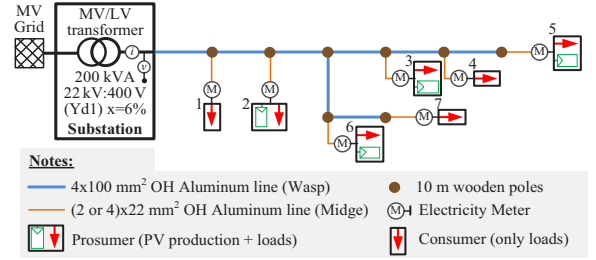 MV
Grid
MV/LV
transformer
i
v
200 kVA
22 kV:400 V
(Yd1) x=6%
Substation
M
1
M
2
M
3
M
4
M
5
M
6
M
7
Notes:
4x100 mm² OH Aluminum line (Wasp)
10 m wooden poles
(2 or 4)x22 mm² OH Aluminum line (Midge)
M
Electricity Meter
Prosumer (PV production + loads)
Consumer (only loads)